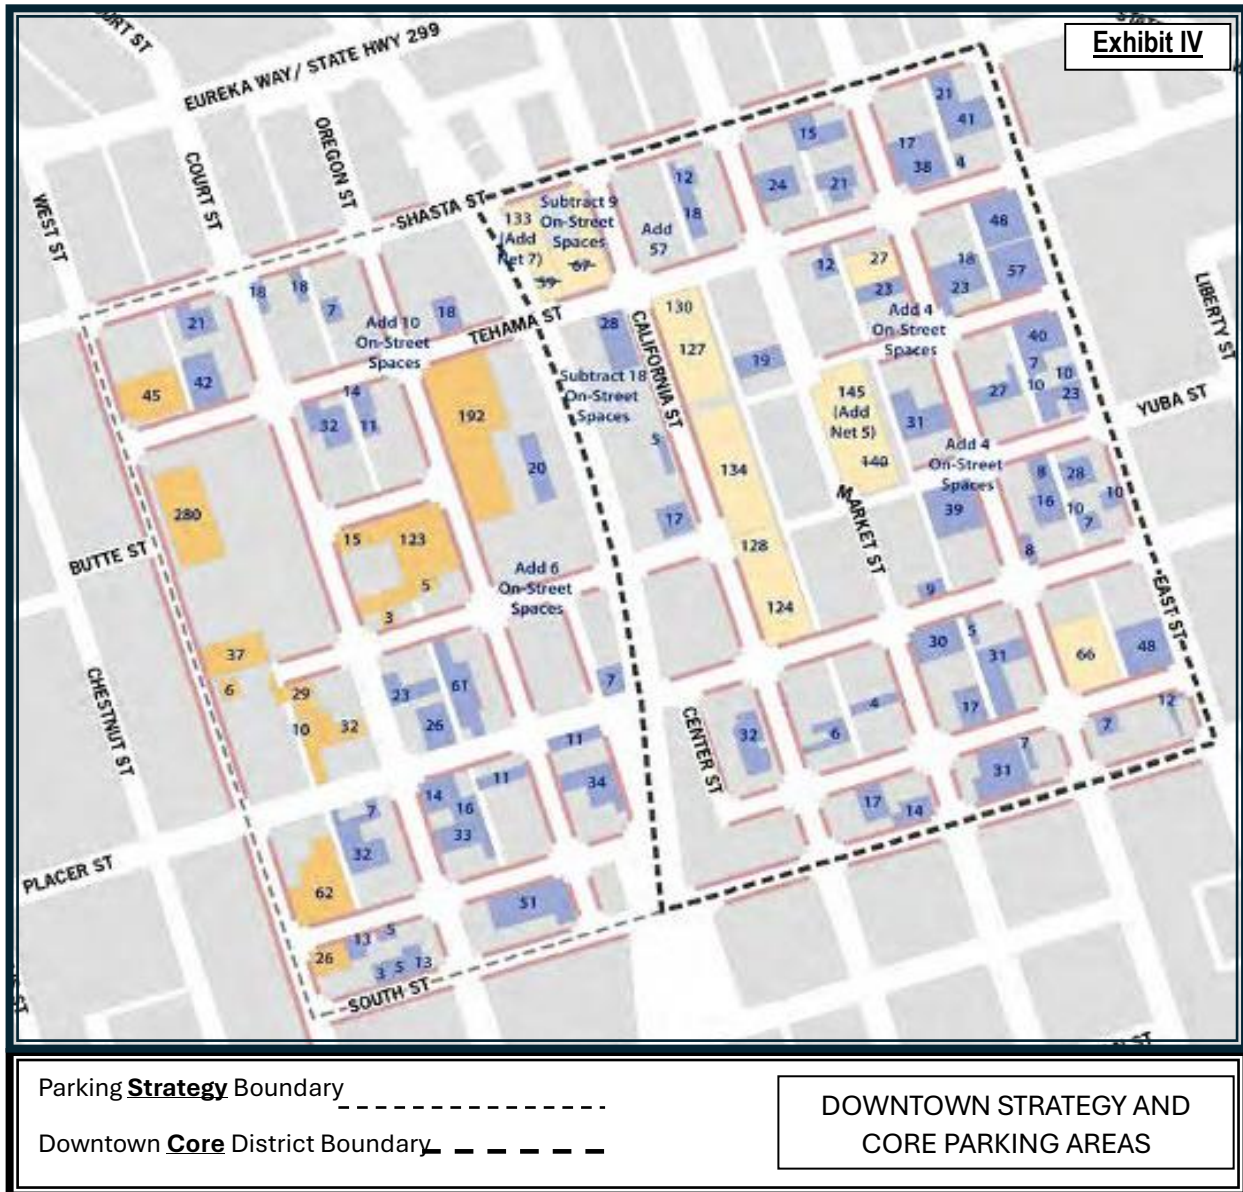 Exhibit IV
EUREKA WAY/ STATE HWY 299
COURT ST
OREGON ST
WEST ST
SHASTA ST
133
(Add
Net 7)
Subtract 9
On-Street
Spaces
67
59
Add
57
12
18
15
24
21
21
41
17
38
4
48
18
57
23
12
27
23
Add 4
On-Street
Spaces
LIBERTY ST
18
18
7
18
21
42
45
Add 10
On-Street
Spaces
TEHAMA ST
28
CALIFORNIA ST
130
127
19
40
7
10
10
23
27
YUBA ST
14
32
11
192
20
Subtract 18
On-Street
Spaces
5
17
145
(Add
Net 5)
140
31
Add 4
On-Street
Spaces
39
MARKET ST
8
28
16
10
10
7
8
134
128
124
280
BUTTE ST
15
123
5
3
Add 6
On-Street
Spaces
9
EAST ST
37
6
29
10
32
23
61
26
7
30
5
31
17
66
48
12
7
CHESTNUT ST
CENTER ST
32
4
6
7
31
17
14
11
34
11
14
16
33
7
32
PLACER ST
62
51
26
13
5
3
5
13
SOUTH ST
Parking Strategy Boundary
Downtown Core District Boundary
DOWNTOWN STRATEGY AND
CORE PARKING AREAS